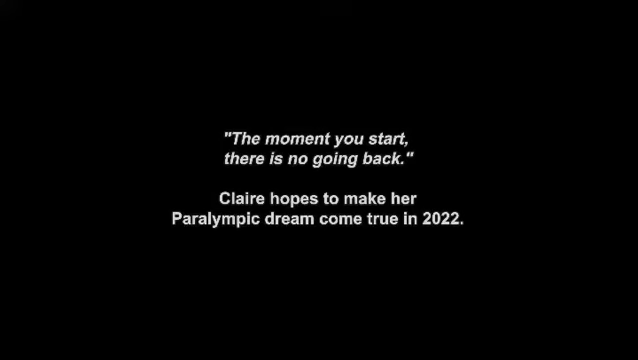 "The moment you start,
there is no going back."
Claire hopes to make her
Paralympic dream come true in 2022.